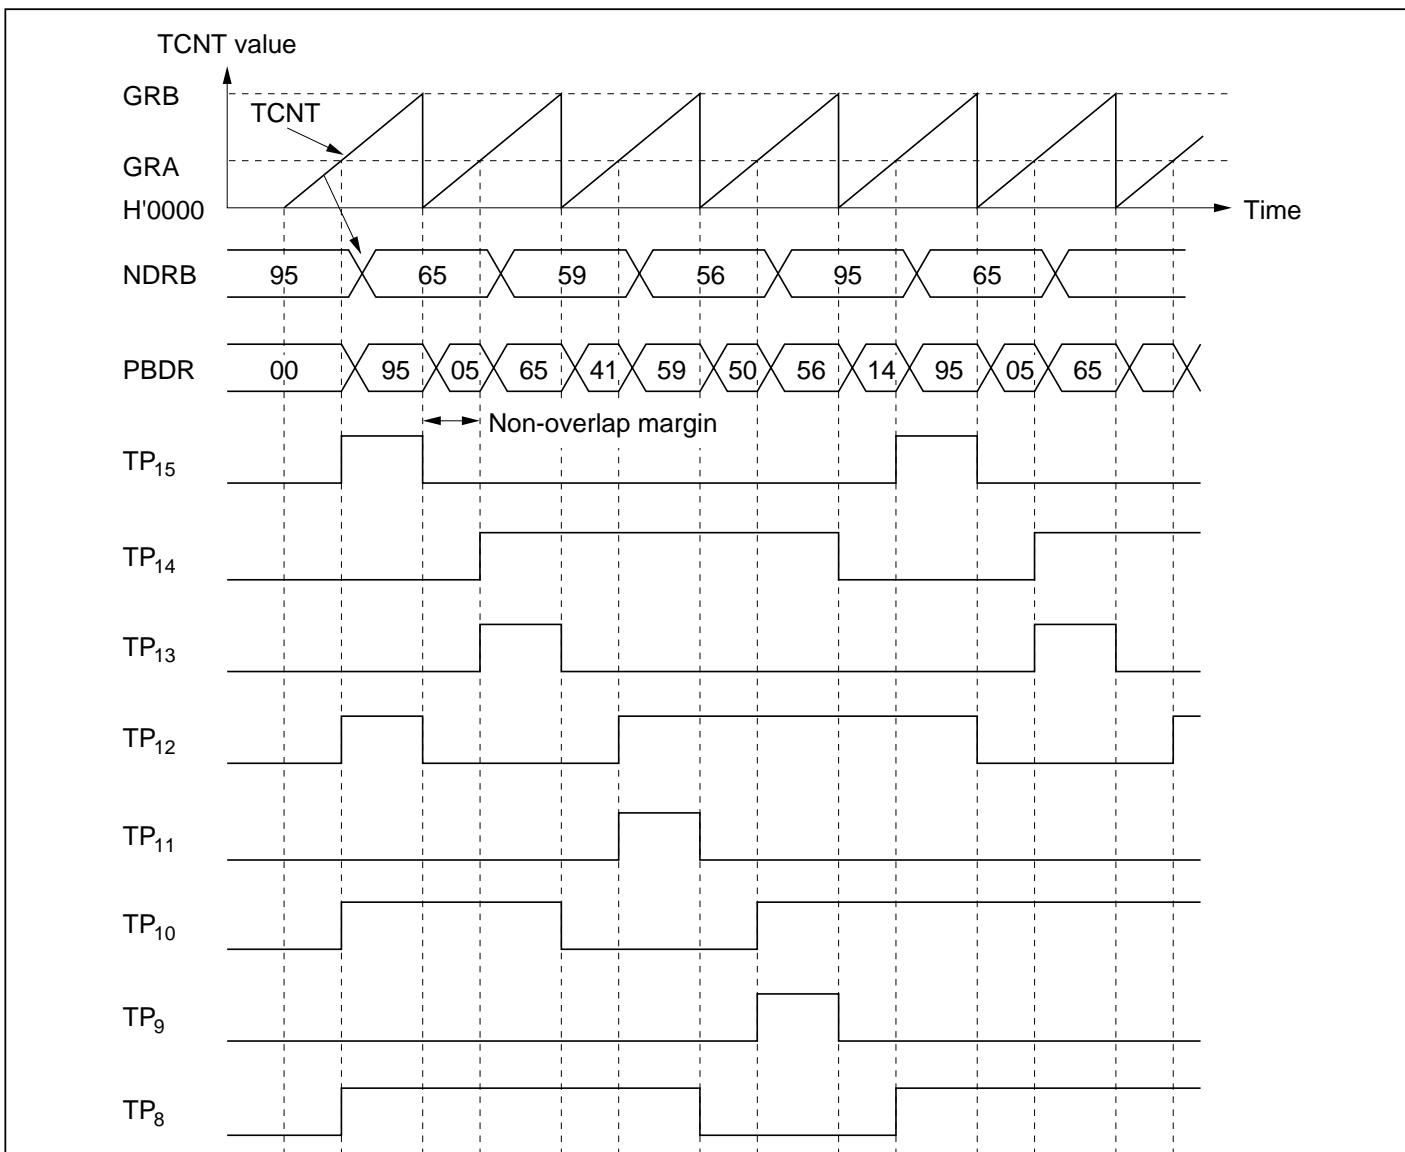 TCNT value
GRB
TCNT
GRA
H'0000
Time
NDRB 95 65 59 56 95 65
PBDR 00 95 05 65 41 59 50 56 14 95 05 65
Non-overlap margin
TP15
TP14
TP13
TP12
TP11
TP10
TP9
TP8